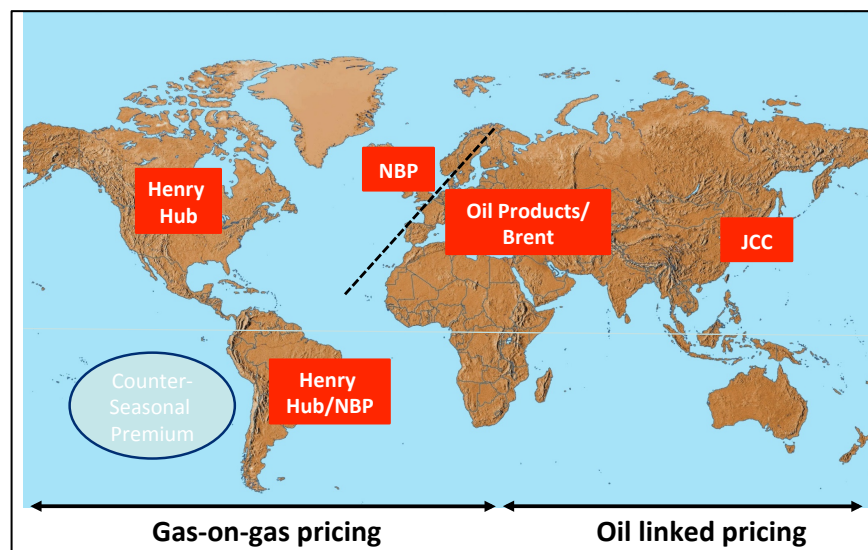 NBP
Henry
Hub
Oil Products/
Brent
JCC
Counter-
Seasonal
Premium
Henry
Hub/NBP
Gas-on-gas pricing
Oil linked pricing